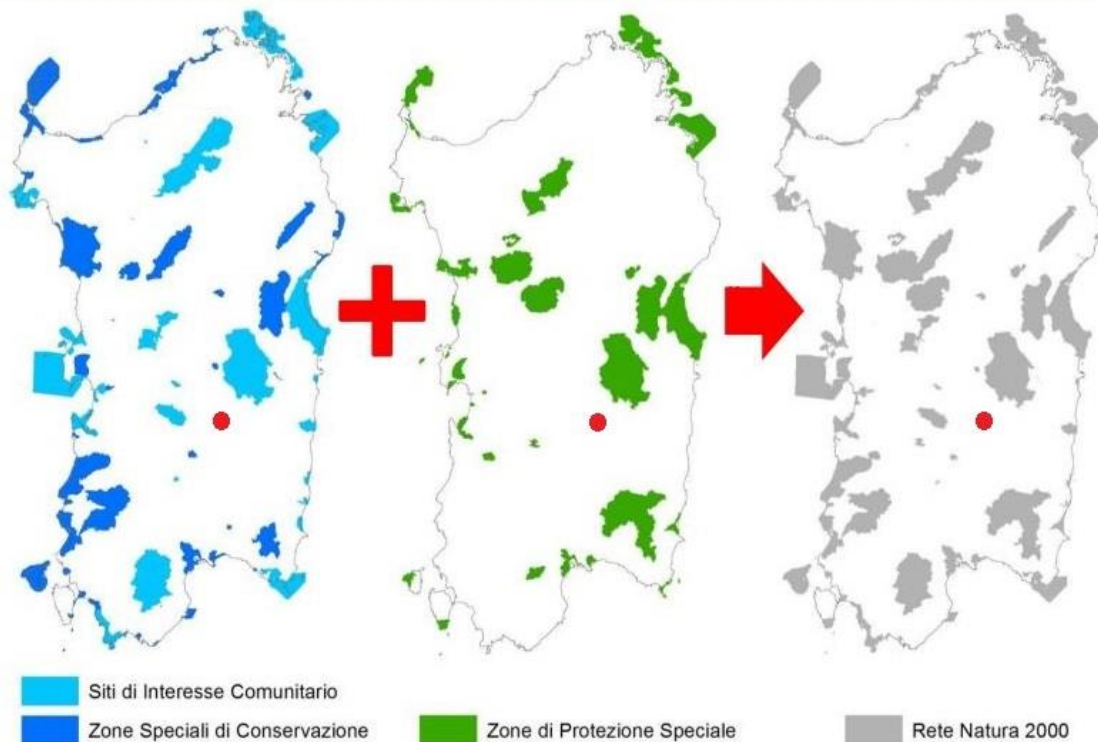 Siti di Interesse Comunitario
Zone Speciali di Conservazione
Zone di Protezione Speciale
Rete Natura 2000